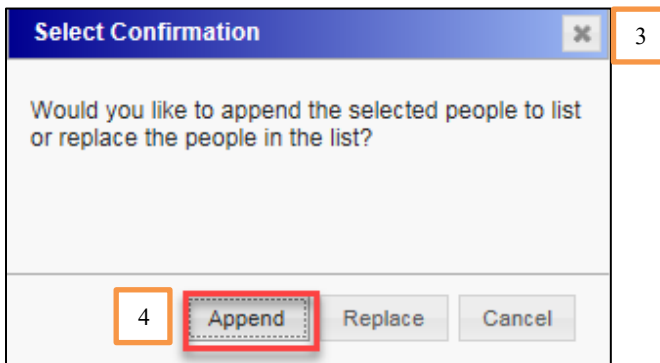 Select Confirmation
3
Would you like to append the selected people to list
or replace the people in the list?
4
Append
Replace
Cancel